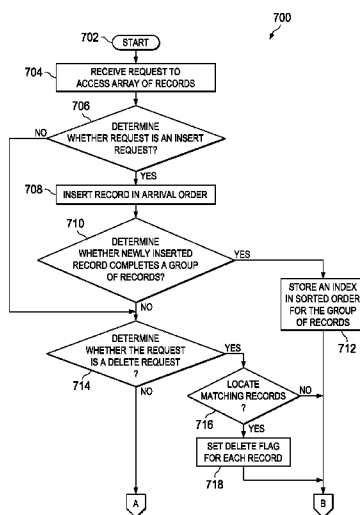 700
702
START
704
RECEIVE REQUEST TO
ACCESS ARRAY OF RECORDS
706
NO
DETERMINE
WHETHER REQUEST IS AN INSERT
REQUEST?
YES
708
INSERT RECORD IN ARRIVAL ORDER
710
DETERMINE
WHETHER NEWLY INSERTED
RECORD COMPLETES A GROUP
OF RECORDS?
YES
NO
STORE AN INDEX
IN SORTED ORDER
FOR THE GROUP
OF RECORDS
712
DETERMINE
WHETHER THE REQUEST
IS A DELETE REQUEST
?
714
YES
NO
LOCATE
MATCHING RECORDS
?
716
NO
YES
SET DELETE FLAG
FOR EACH RECORD
718
A
B